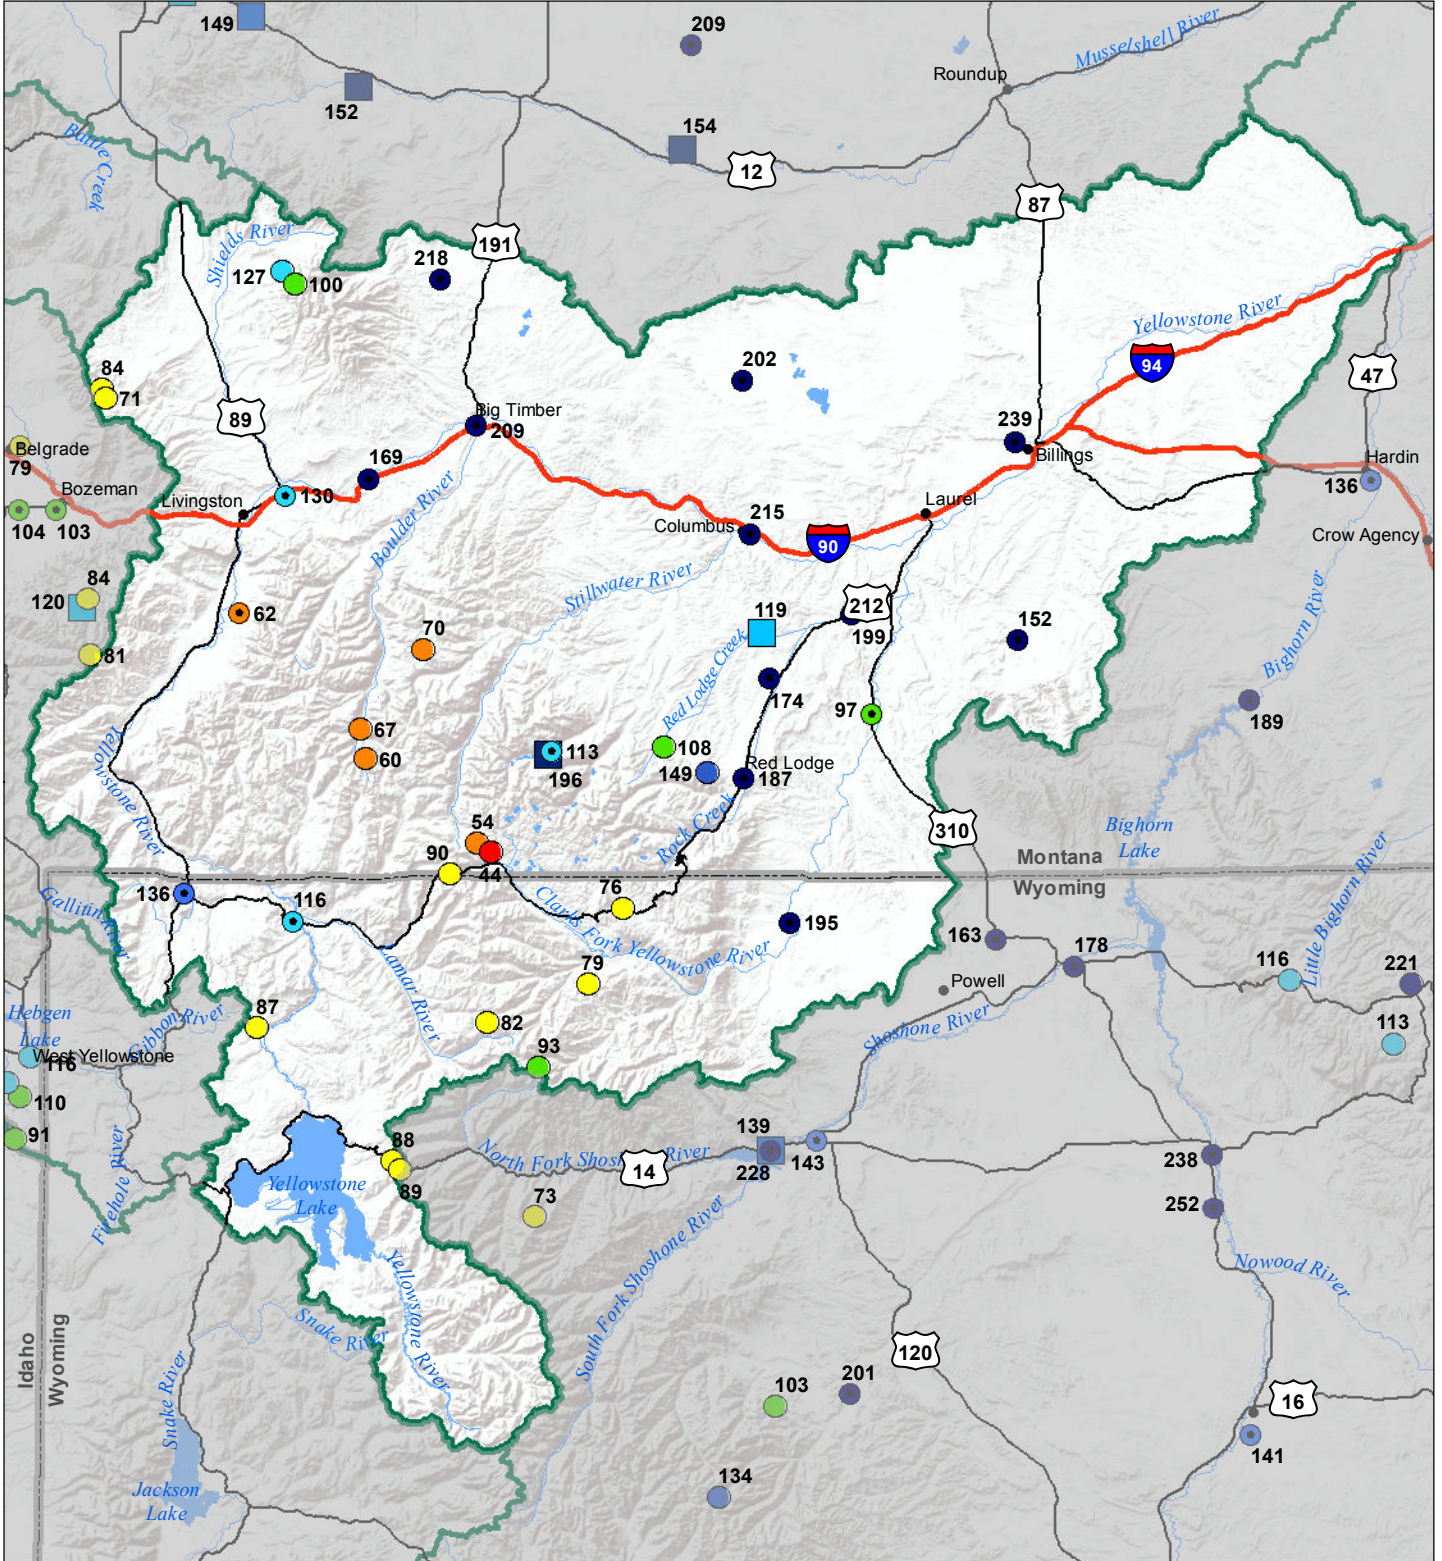 149
209
Musselshell River
Roundup
152
154
12
Battle Creek
87
191
Shields River
127
100
218
Yellowstone River
94
202
84
71
89
47
Big Timber
209
239
Billings
Belgrade
79
169
Hardin
136
Bozeman
Livingston
130
104
103
Boulder River
Columbus
215
Laurel
90
Crow Agency
Stillwater River
84
120
62
212
119
199
152
Bighorn River
70
81
Red Lodge Creek
174
97
189
67
60
Yellowstone River
113
196
108
149
Red Lodge
187
54
44
90
Rock Creek
310
Bighorn
Lake
Montana
Wyoming
Little Bighorn River
136
Gallitin River
116
76
Clarks Fork Yellowstone River
195
163
178
116
221
Lamar River
79
Powell
Hebgen
Lake
Gibbon River
87
82
Shoshone River
113
West Yellowstone
116
93
110
91
Firehole River
88
89
North Fork Shoshone River
14
139
228
143
238
Yellowstone
Lake
73
252
South Fork Shoshone River
Yellowstone River
Nowood River
Snake River
Idaho
Wyoming
120
Snake River
103
201
16
141
134
Jackson
Lake